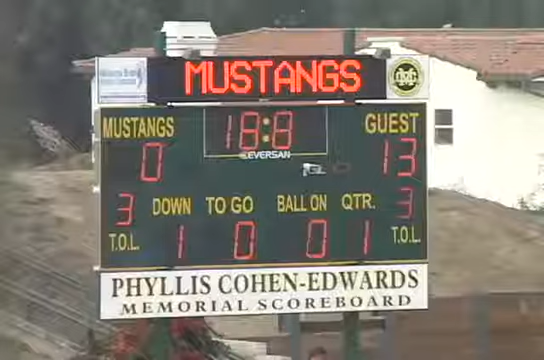 MUSTANGS
MUSTANGS 18:8 GUEST
EVERSAN
0 13
3 DOWN TO GO BALL ON QTR. 3
T.O.L. 1 0 0 1 T.O.L.
PHYLLIS COHEN-EDWARDS
MEMORIAL SCOREBOARD